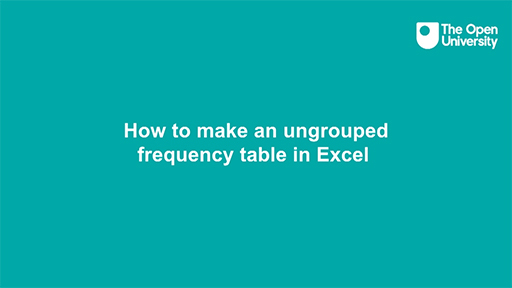 The Open
University
How to make an ungrouped
frequency table in Excel